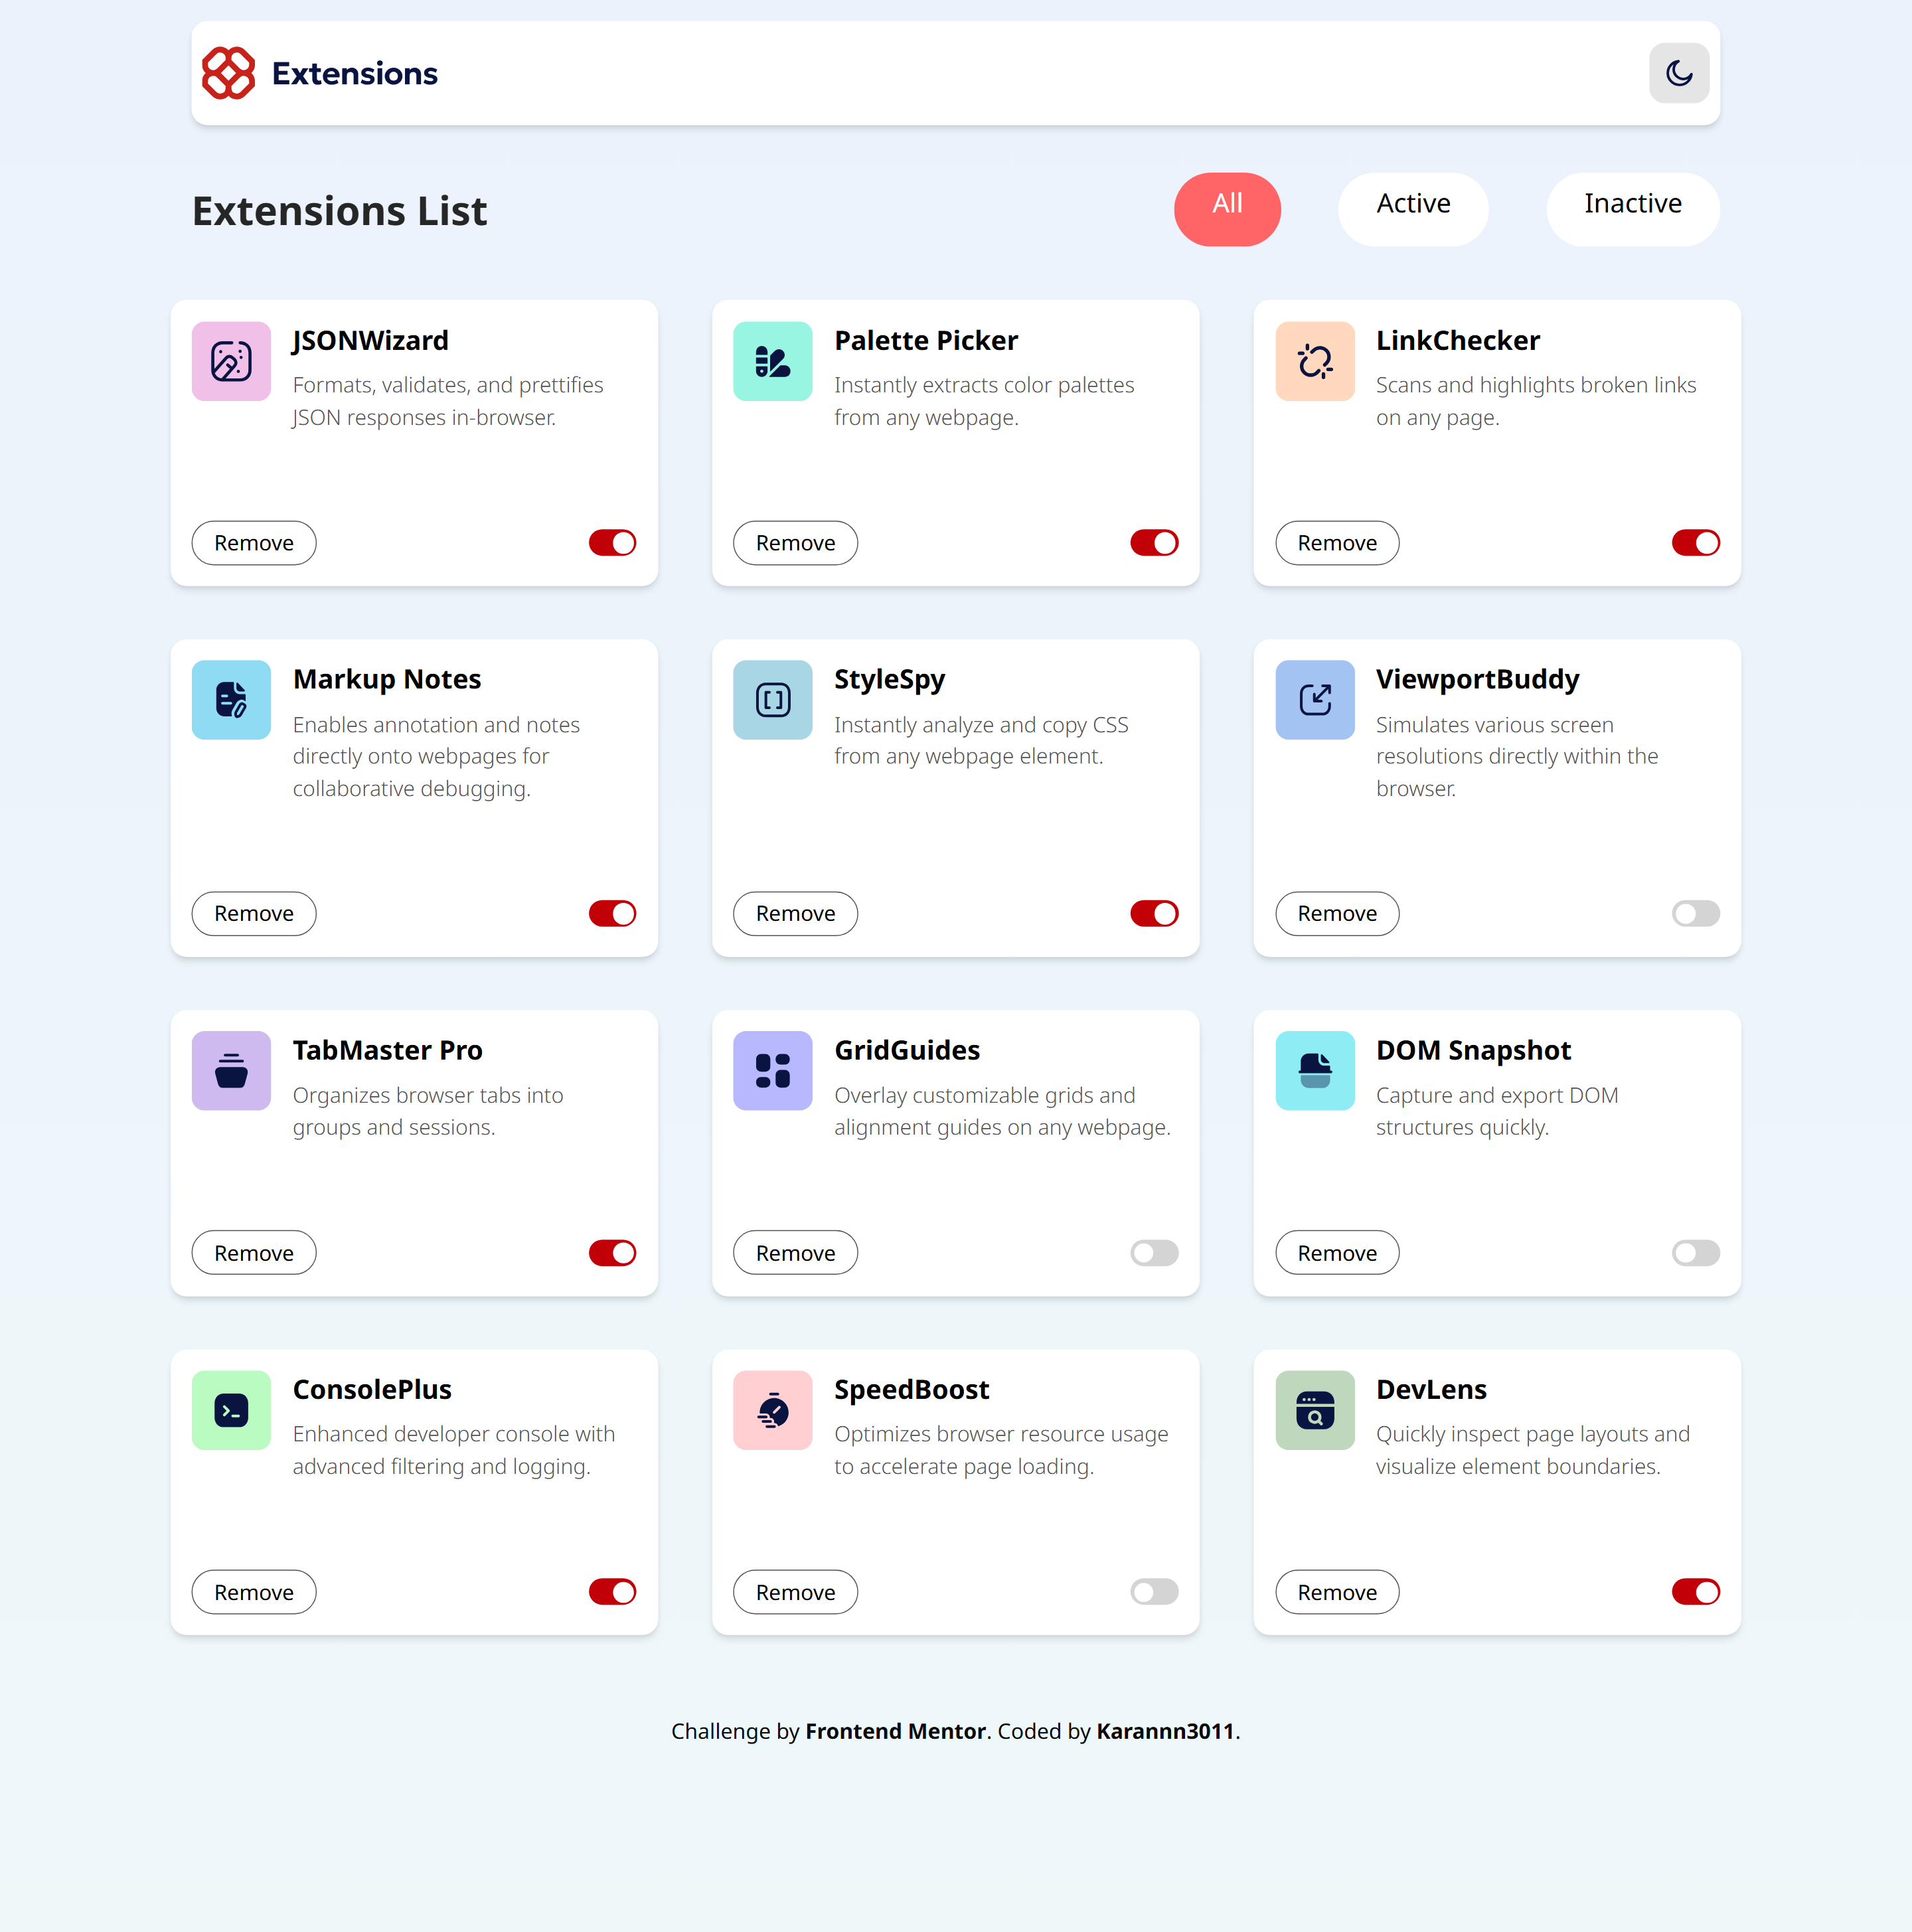 Extensions
Extensions List
All
Active
Inactive
JSONWizard
Formats, validates, and prettifies
JSON responses in-browser.
Remove
Palette Picker
Instantly extracts color palettes
from any webpage.
Remove
LinkChecker
Scans and highlights broken links
on any page.
Remove
Markup Notes
Enables annotation and notes
directly onto webpages for
collaborative debugging.
Remove
StyleSpy
Instantly analyze and copy CSS
from any webpage element.
Remove
ViewportBuddy
Simulates various screen
resolutions directly within the
browser.
Remove
TabMaster Pro
Organizes browser tabs into
groups and sessions.
Remove
GridGuides
Overlay customizable grids and
alignment guides on any webpage.
Remove
DOM Snapshot
Capture and export DOM
structures quickly.
Remove
ConsolePlus
Enhanced developer console with
advanced filtering and logging.
Remove
SpeedBoost
Optimizes browser resource usage
to accelerate page loading.
Remove
DevLens
Quickly inspect page layouts and
visualize element boundaries.
Remove
Challenge by Frontend Mentor. Coded by Karannn3011.